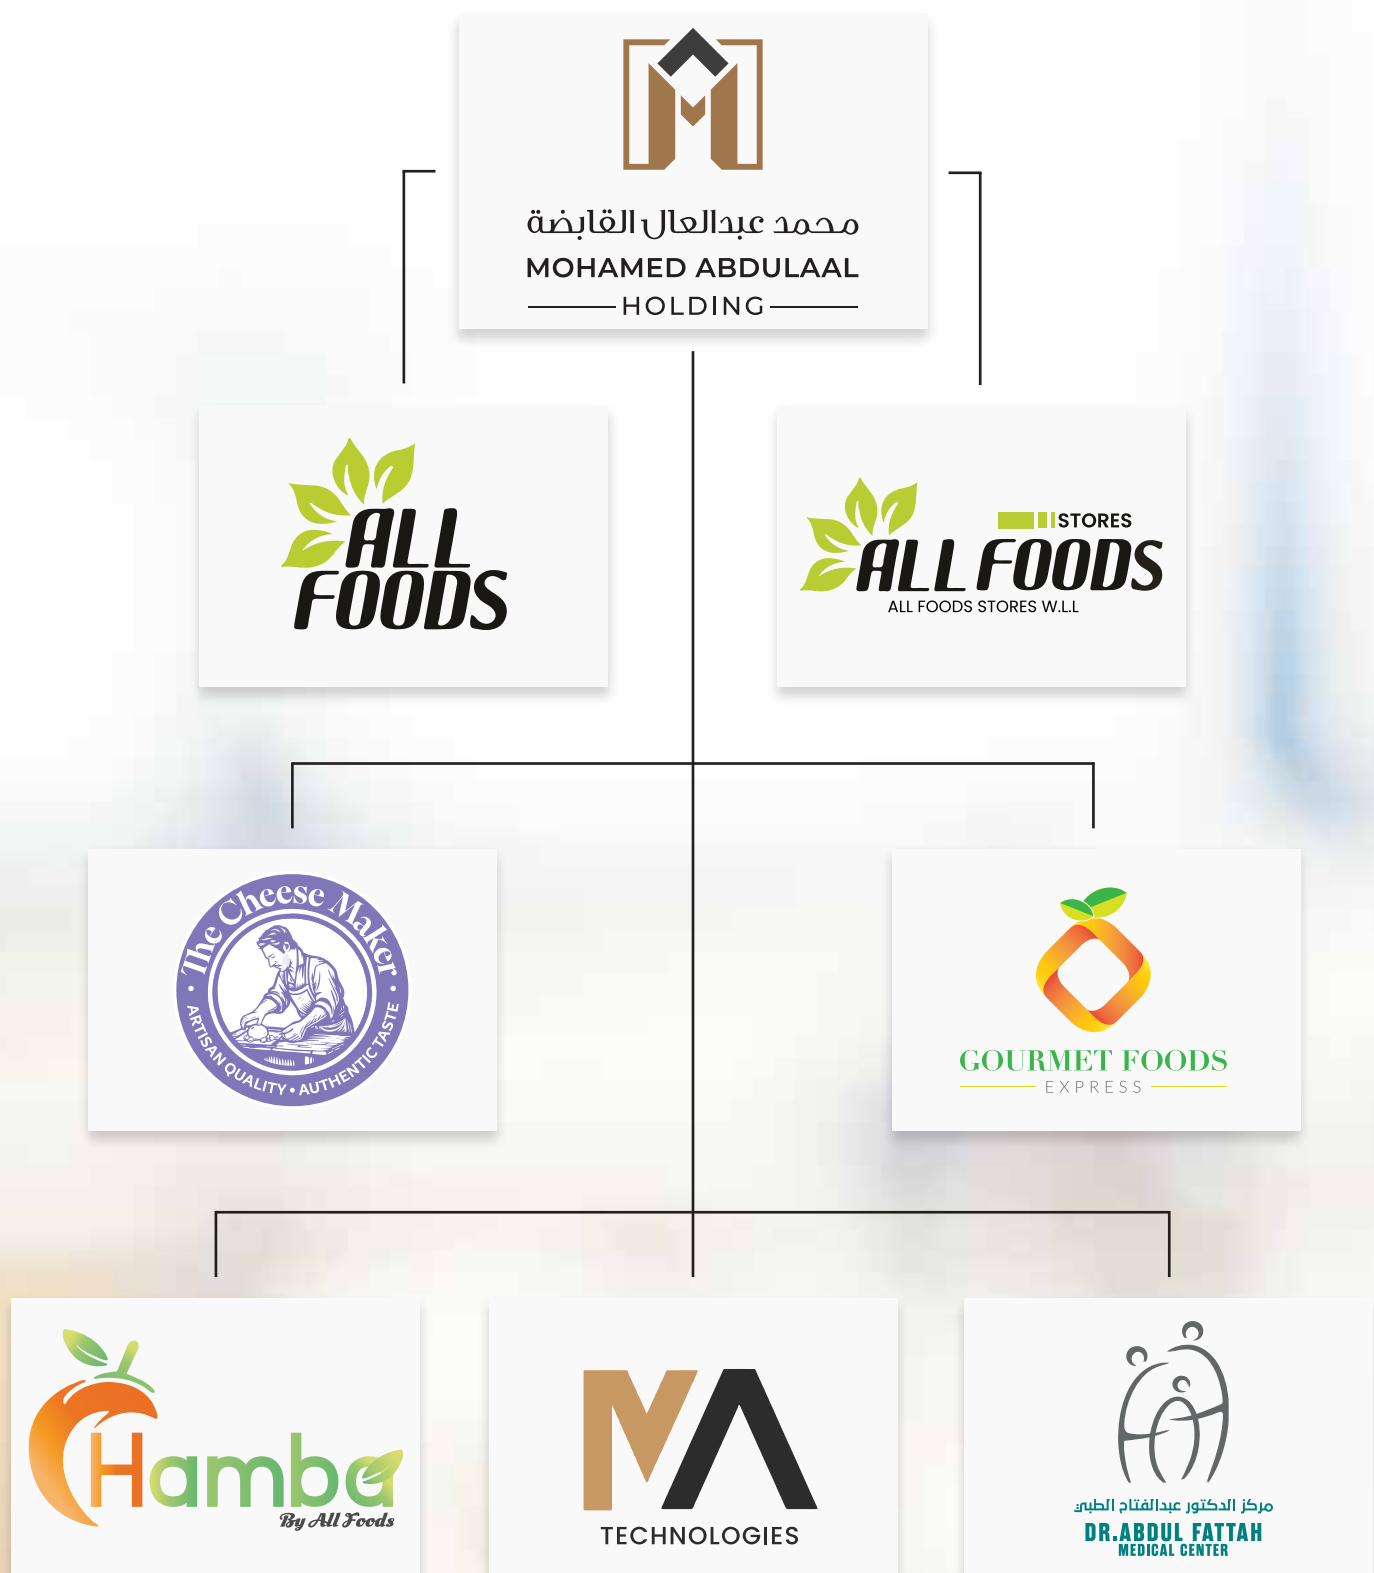 محمد عبدالعال القابضة
MOHAMED ABDULAAL
HOLDING
ALL
FOODS
STORES
ALL FOODS
ALL FOODS STORES W.L.L
The Cheese Maker
ARTISAN QUALITY • AUTHENTIC TASTE
GOURMET FOODS
EXPRESS
Hamba
By All Foods
MA
TECHNOLOGIES
مركز الدكتور عبدالفتاح الطبي
DR.ABDUL FATTAH
MEDICAL CENTER